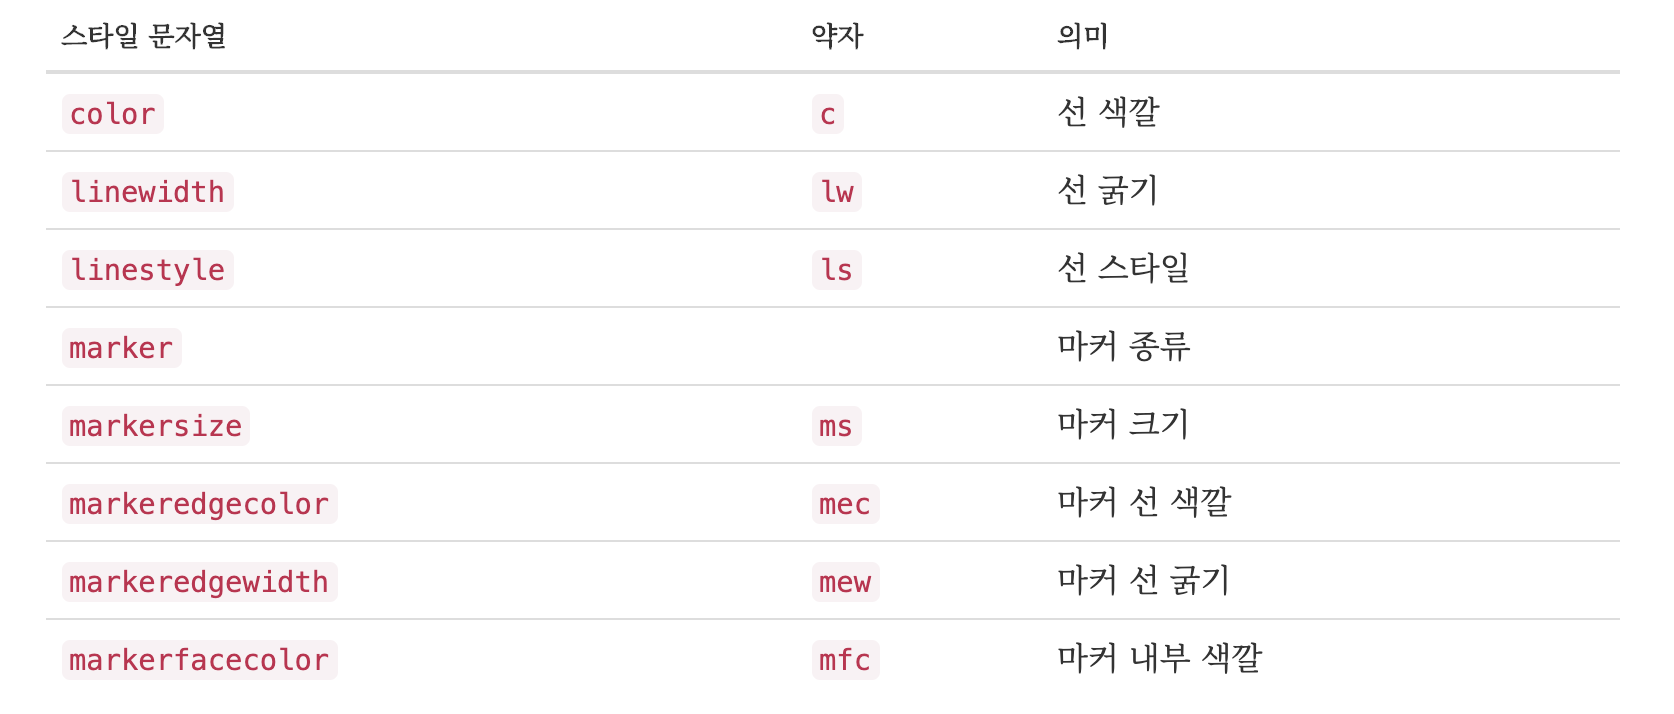 스타일 문자열 약자 의미
color c 선 색깔
linewidth lw 선 굵기
linestyle ls 선 스타일
marker 마커 종류
markersize ms 마커 크기
markeredgecolor mec 마커 선 색깔
markeredgewidth mew 마커 선 굵기
markerfacecolor mfc 마커 내부 색깔